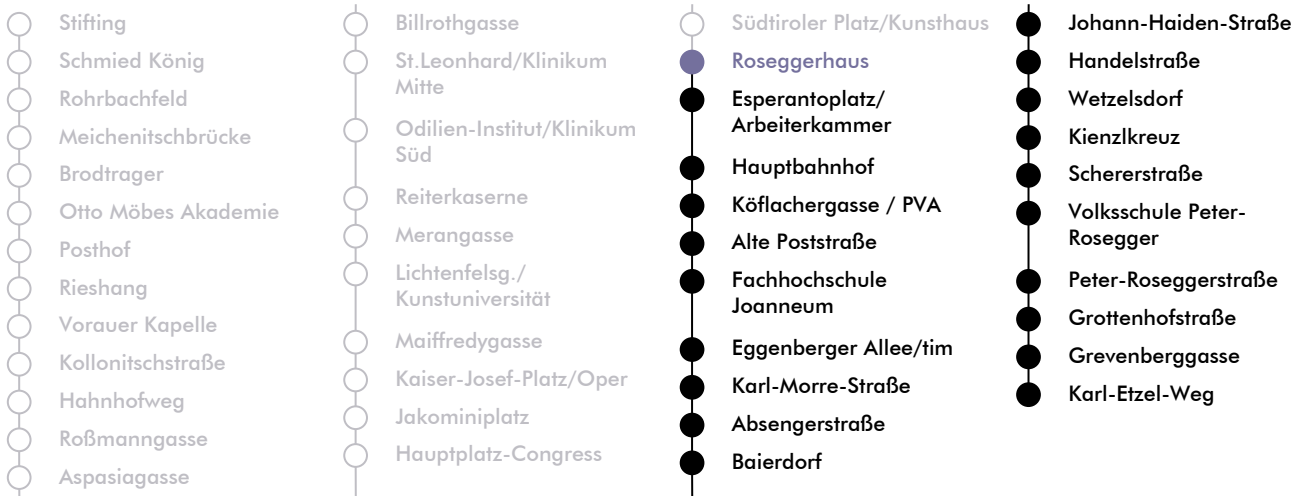 Stifting
Schmied König
Rohrbachfeld
Meichenitschbrücke
Brodtrager
Otto Möbes Akademie
Posthof
Rieshang
Vorauer Kapelle
Kollonitschstraße
Hahnhofweg
Roßmanngasse
Aspasiagasse
Billrothgasse
St.Leonhard/Klinikum
Mitte
Odilien-Institut/Klinikum
Süd
Reiterkaserne
Merangasse
Lichtenfelsg./
Kunstuniversität
Maiffredygasse
Kaiser-Josef-Platz/Oper
Jakominiplatz
Hauptplatz-Congress
Südtiroler Platz/Kunsthaus
Roseggerhaus
Esperantoplatz/
Arbeiterkammer
Hauptbahnhof
Köflachergasse / PVA
Alte Poststraße
Fachhochschule
Joanneum
Eggenberger Allee/tim
Karl-Morre-Straße
Absengerstraße
Baierdorf
Johann-Haiden-Straße
Handelstraße
Wetzelsdorf
Kienzlkreuz
Schererstraße
Volksschule Peter-
Rosegger
Peter-Roseggerstraße
Grottenhofstraße
Grevenberggasse
Karl-Etzel-Weg